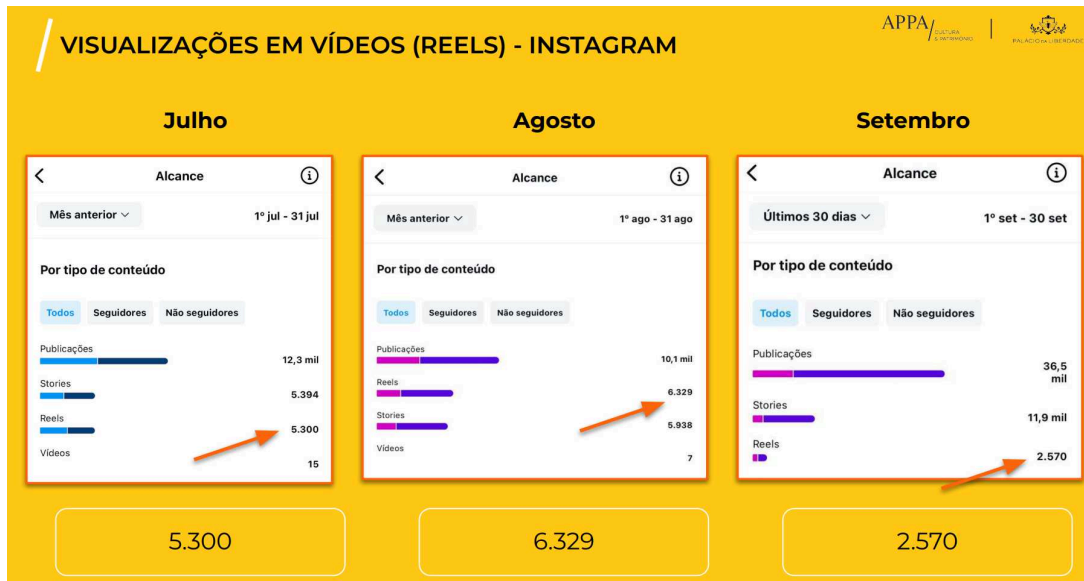 APPA
CULTURA
& PATRIMÔNIO
PALÁCIO DA LIBERDADE
VISUALIZAÇÕES EM VÍDEOS (REELS) - INSTAGRAM
Julho
Alcance
Mês anterior
1º jul - 31 jul
Por tipo de conteúdo
Todos Seguidores Não seguidores
Publicações
12,3 mil
Stories
5.394
Reels
5.300
Vídeos
15
5.300
Agosto
Alcance
Mês anterior
1º ago - 31 ago
Por tipo de conteúdo
Todos Seguidores Não seguidores
Publicações
10,1 mil
Reels
6.329
Stories
5.938
Vídeos
7
6.329
Setembro
Alcance
Últimos 30 dias
1º set - 30 set
Por tipo de conteúdo
Todos Seguidores Não seguidores
Publicações
36,5
mil
Stories
11,9 mil
Reels
2.570
2.570